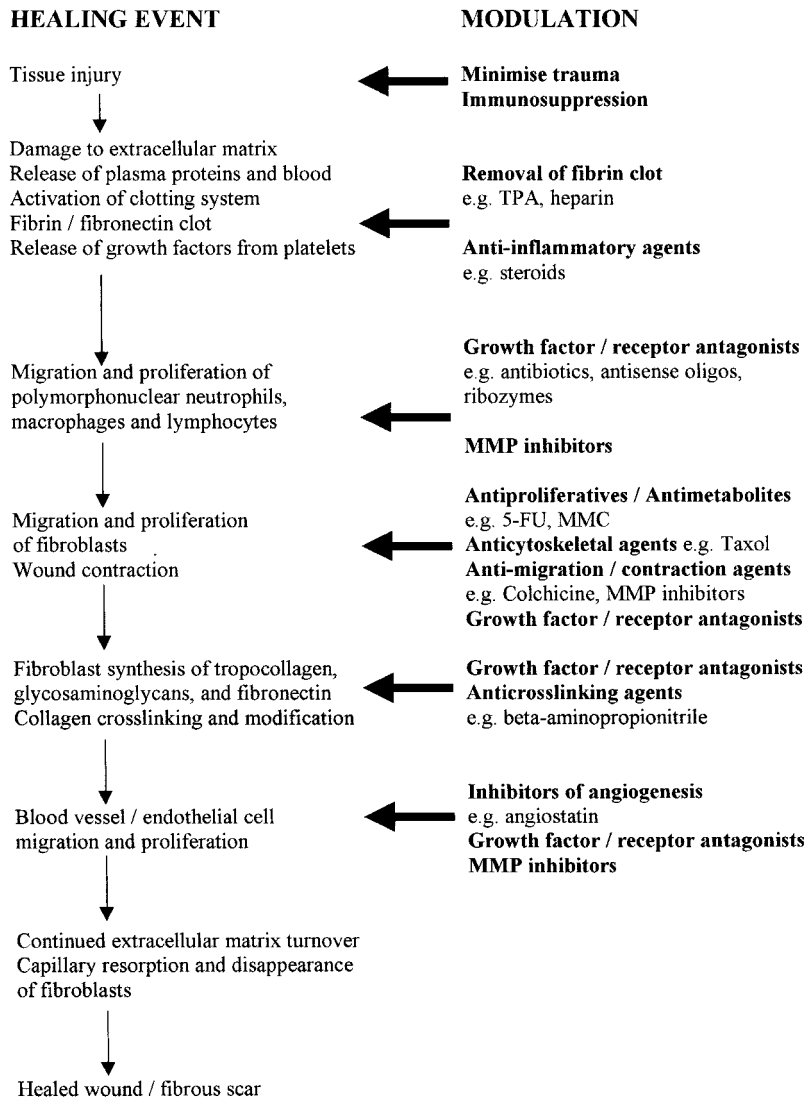 HEALING EVENT
MODULATION
Tissue injury
Minimise trauma
Immunosuppression
Damage to extracellular matrix
Release of plasma proteins and blood
Activation of clotting system
Fibrin / fibronectin clot
Release of growth factors from platelets
Removal of fibrin clot
e.g. TPA, heparin
Anti-inflammatory agents
e.g. steroids
Migration and proliferation of
polymorphonuclear neutrophils,
macrophages and lymphocytes
Growth factor / receptor antagonists
e.g. antibiotics, antisense oligos,
ribozymes
MMP inhibitors
Migration and proliferation
of fibroblasts
Wound contraction
Antiproliferatives / Antimetabolites
e.g. 5-FU, MMC
Anticytoskeletal agents e.g. Taxol
Anti-migration / contraction agents
e.g. Colchicine, MMP inhibitors
Growth factor / receptor antagonists
Fibroblast synthesis of tropocollagen,
glycosaminoglycans, and fibronectin
Collagen crosslinking and modification
Growth factor / receptor antagonists
Anticrosslinking agents
e.g. beta-aminopropionitrile
Blood vessel / endothelial cell
migration and proliferation
Inhibitors of angiogenesis
e.g. angiostatin
Growth factor / receptor antagonists
MMP inhibitors
Continued extracellular matrix turnover
Capillary resorption and disappearance
of fibroblasts
Healed wound / fibrous scar